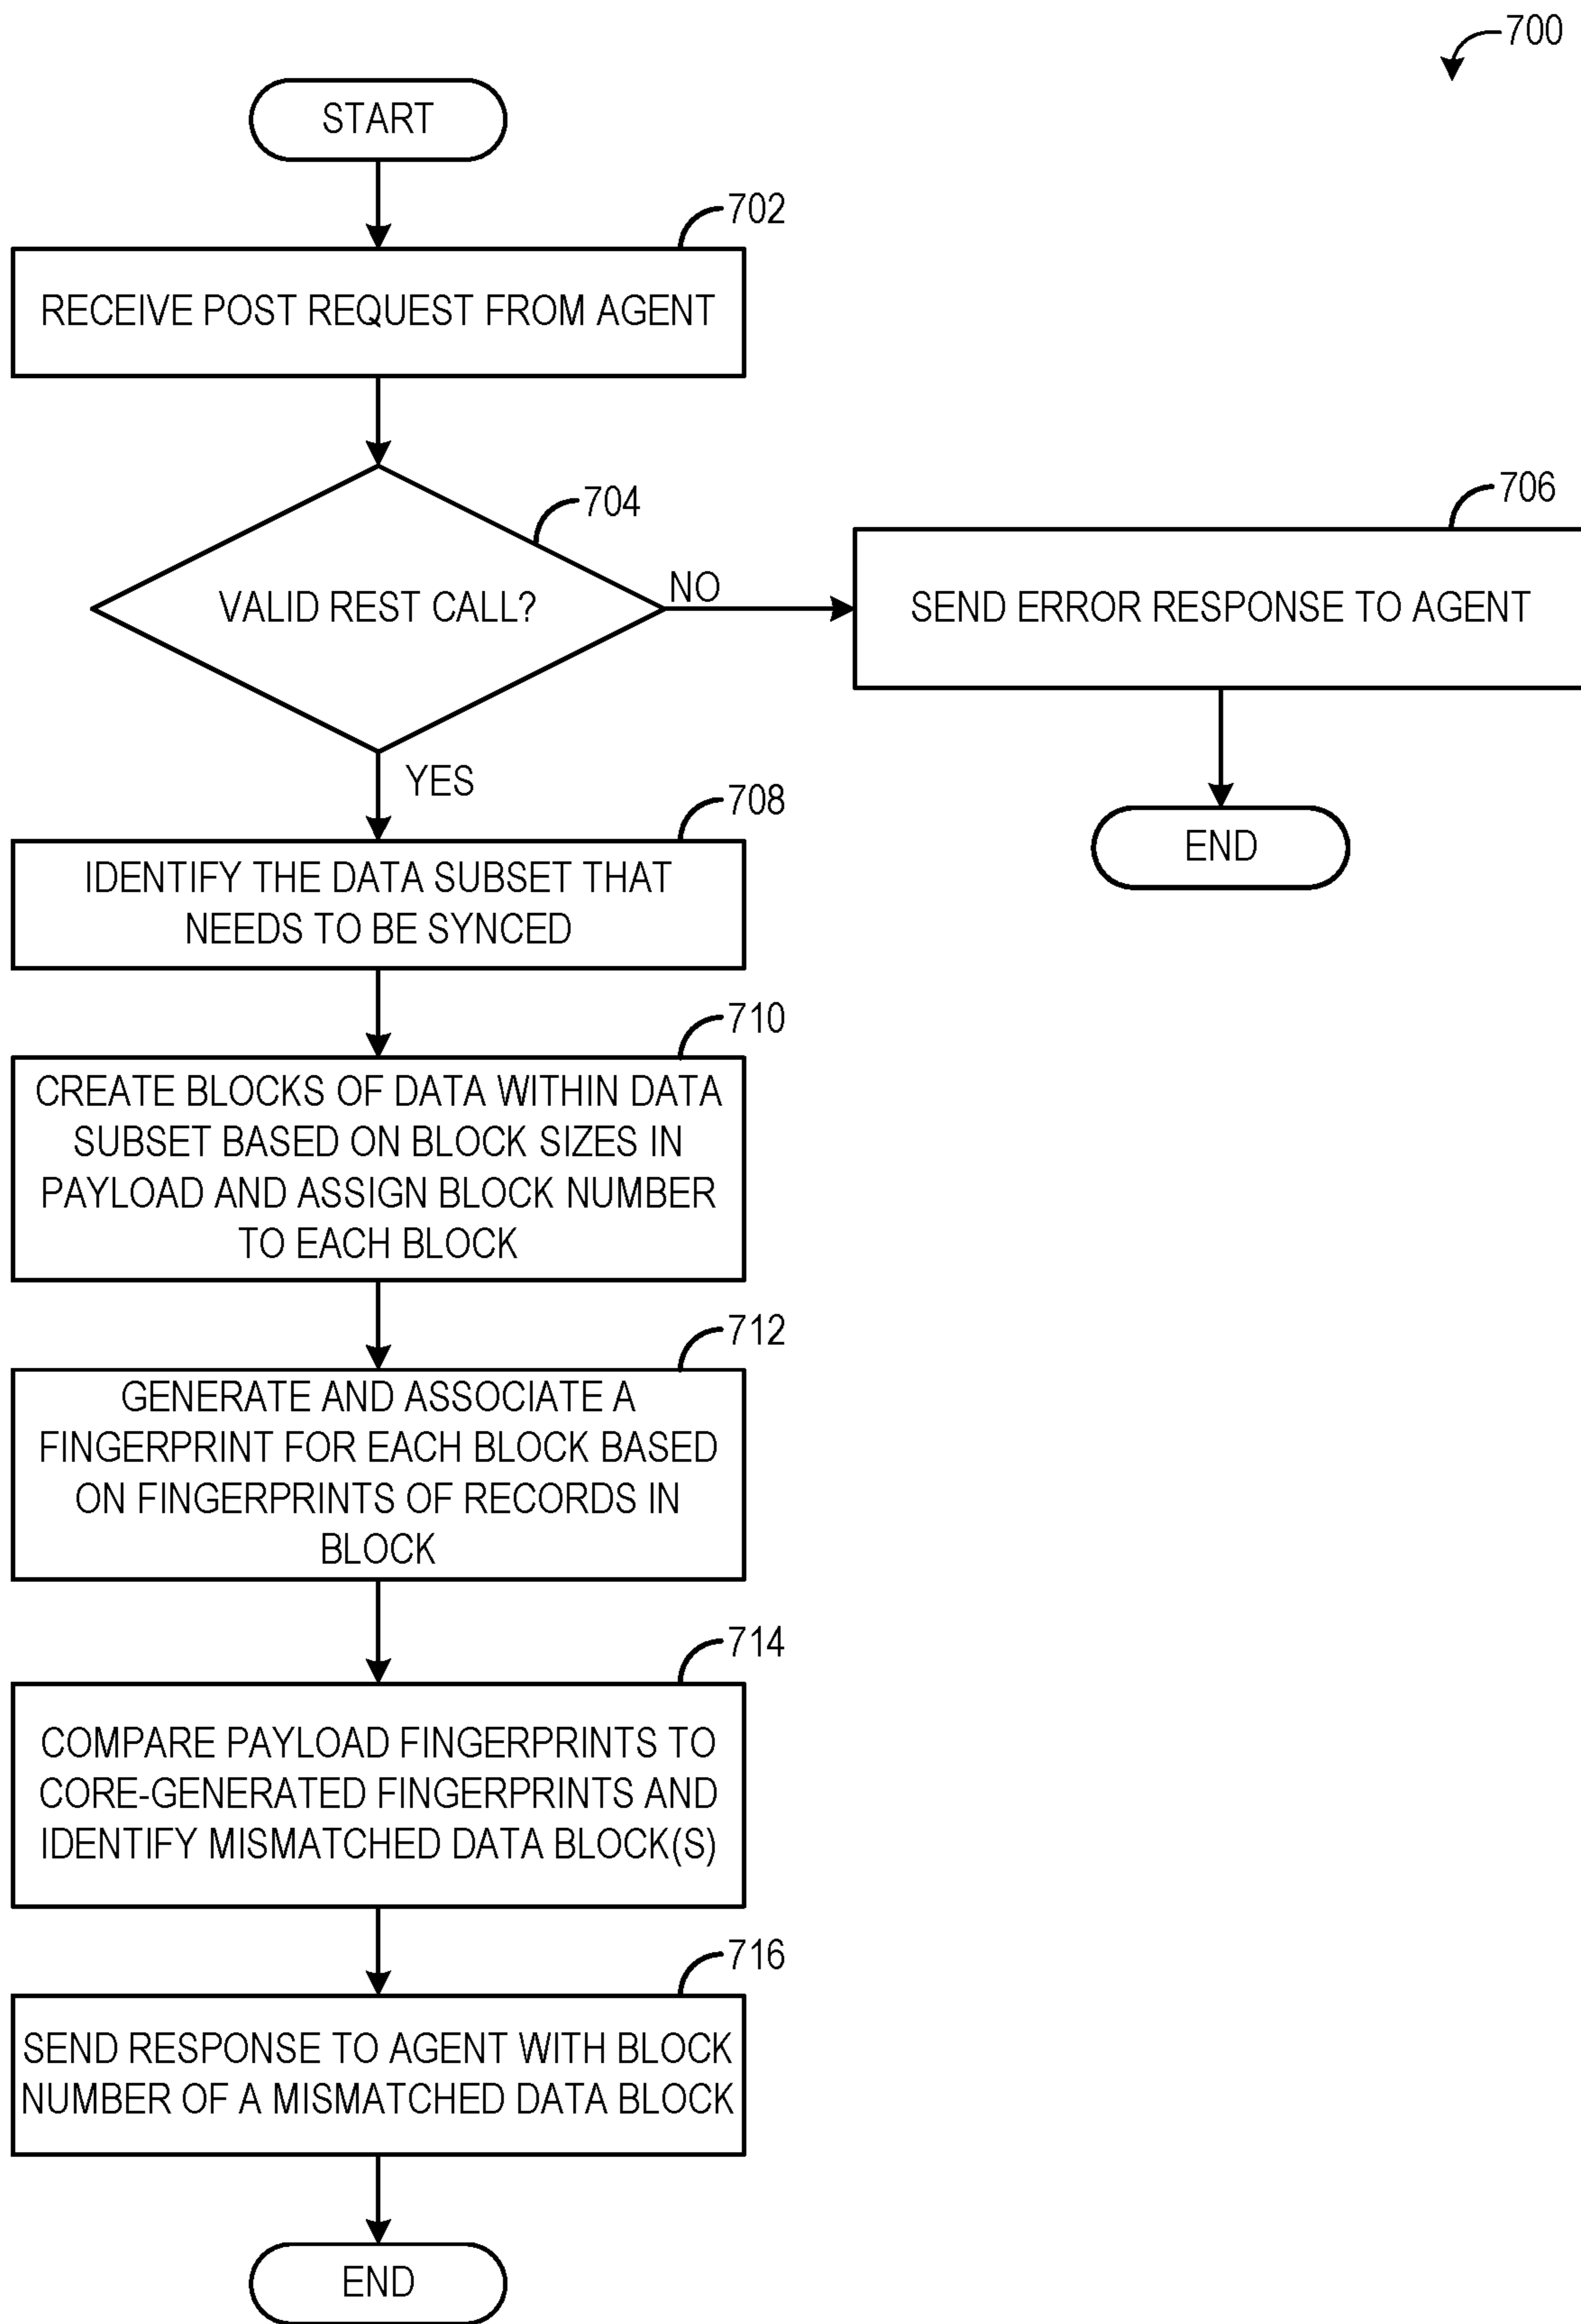 700
START
702
RECEIVE POST REQUEST FROM AGENT
704
VALID REST CALL?
NO
706
SEND ERROR RESPONSE TO AGENT
END
YES
708
IDENTIFY THE DATA SUBSET THAT
NEEDS TO BE SYNCED
710
CREATE BLOCKS OF DATA WITHIN DATA
SUBSET BASED ON BLOCK SIZES IN
PAYLOAD AND ASSIGN BLOCK NUMBER
TO EACH BLOCK
712
GENERATE AND ASSOCIATE A
FINGERPRINT FOR EACH BLOCK BASED
ON FINGERPRINTS OF RECORDS IN
BLOCK
714
COMPARE PAYLOAD FINGERPRINTS TO
CORE-GENERATED FINGERPRINTS AND
IDENTIFY MISMATCHED DATA BLOCK(S)
716
SEND RESPONSE TO AGENT WITH BLOCK
NUMBER OF A MISMATCHED DATA BLOCK
END